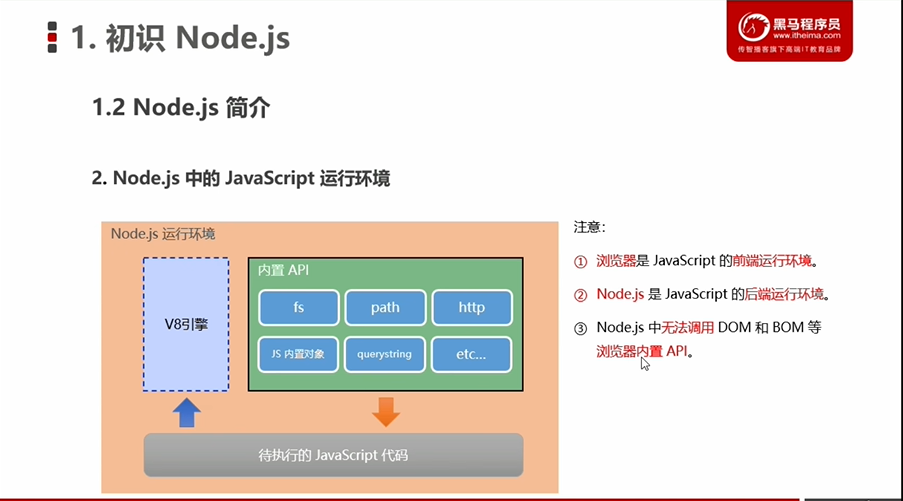 1. 初识 Node.js
黑马程序员
www.itheima.com
传智播客旗下高端IT教育品牌
1.2 Node.js 简介
2. Node.js 中的 JavaScript 运行环境
Node.js 运行环境
V8引擎
内置 API
fs
path
http
JS 内置对象
querystring
etc...
待执行的 JavaScript 代码
注意：
① 浏览器是 JavaScript 的前端运行环境。
② Node.js 是 JavaScript 的后端运行环境。
③ Node.js 中无法调用 DOM 和 BOM 等
浏览器内置 API。